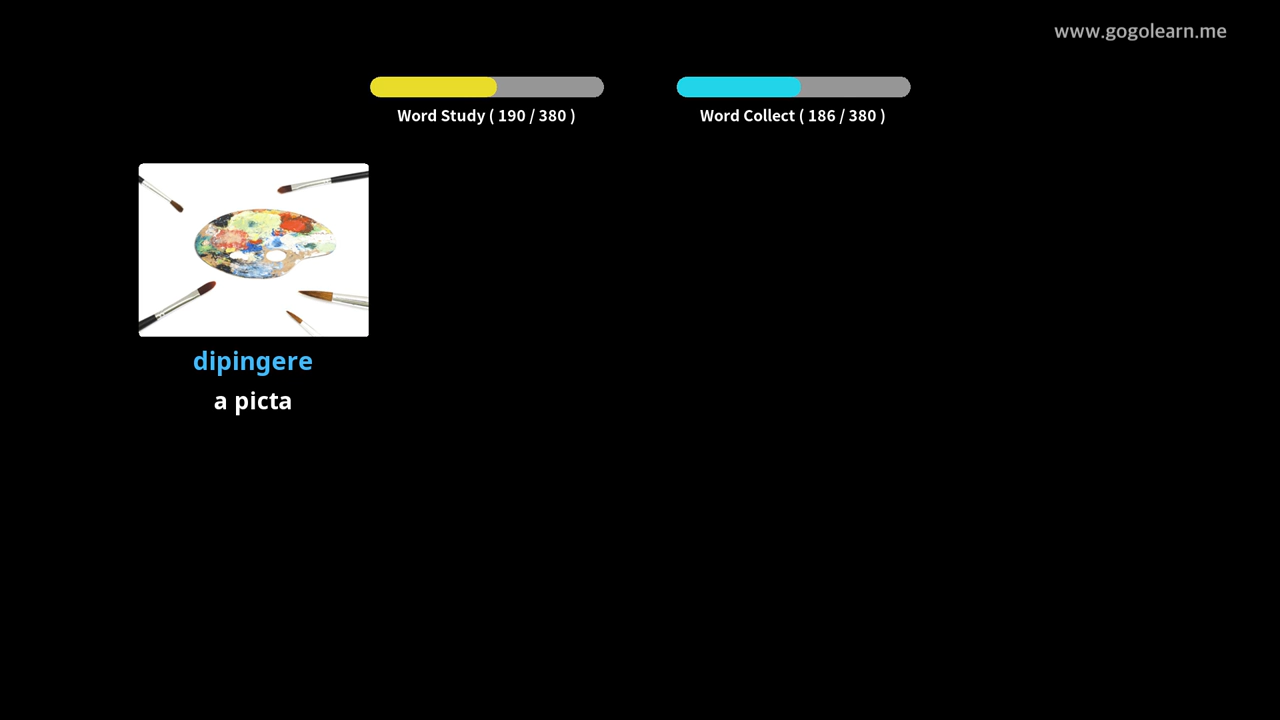 www.gogolearn.me
Word Study ( 190 / 380 )
Word Collect ( 186 / 380 )
dipingere
a picta